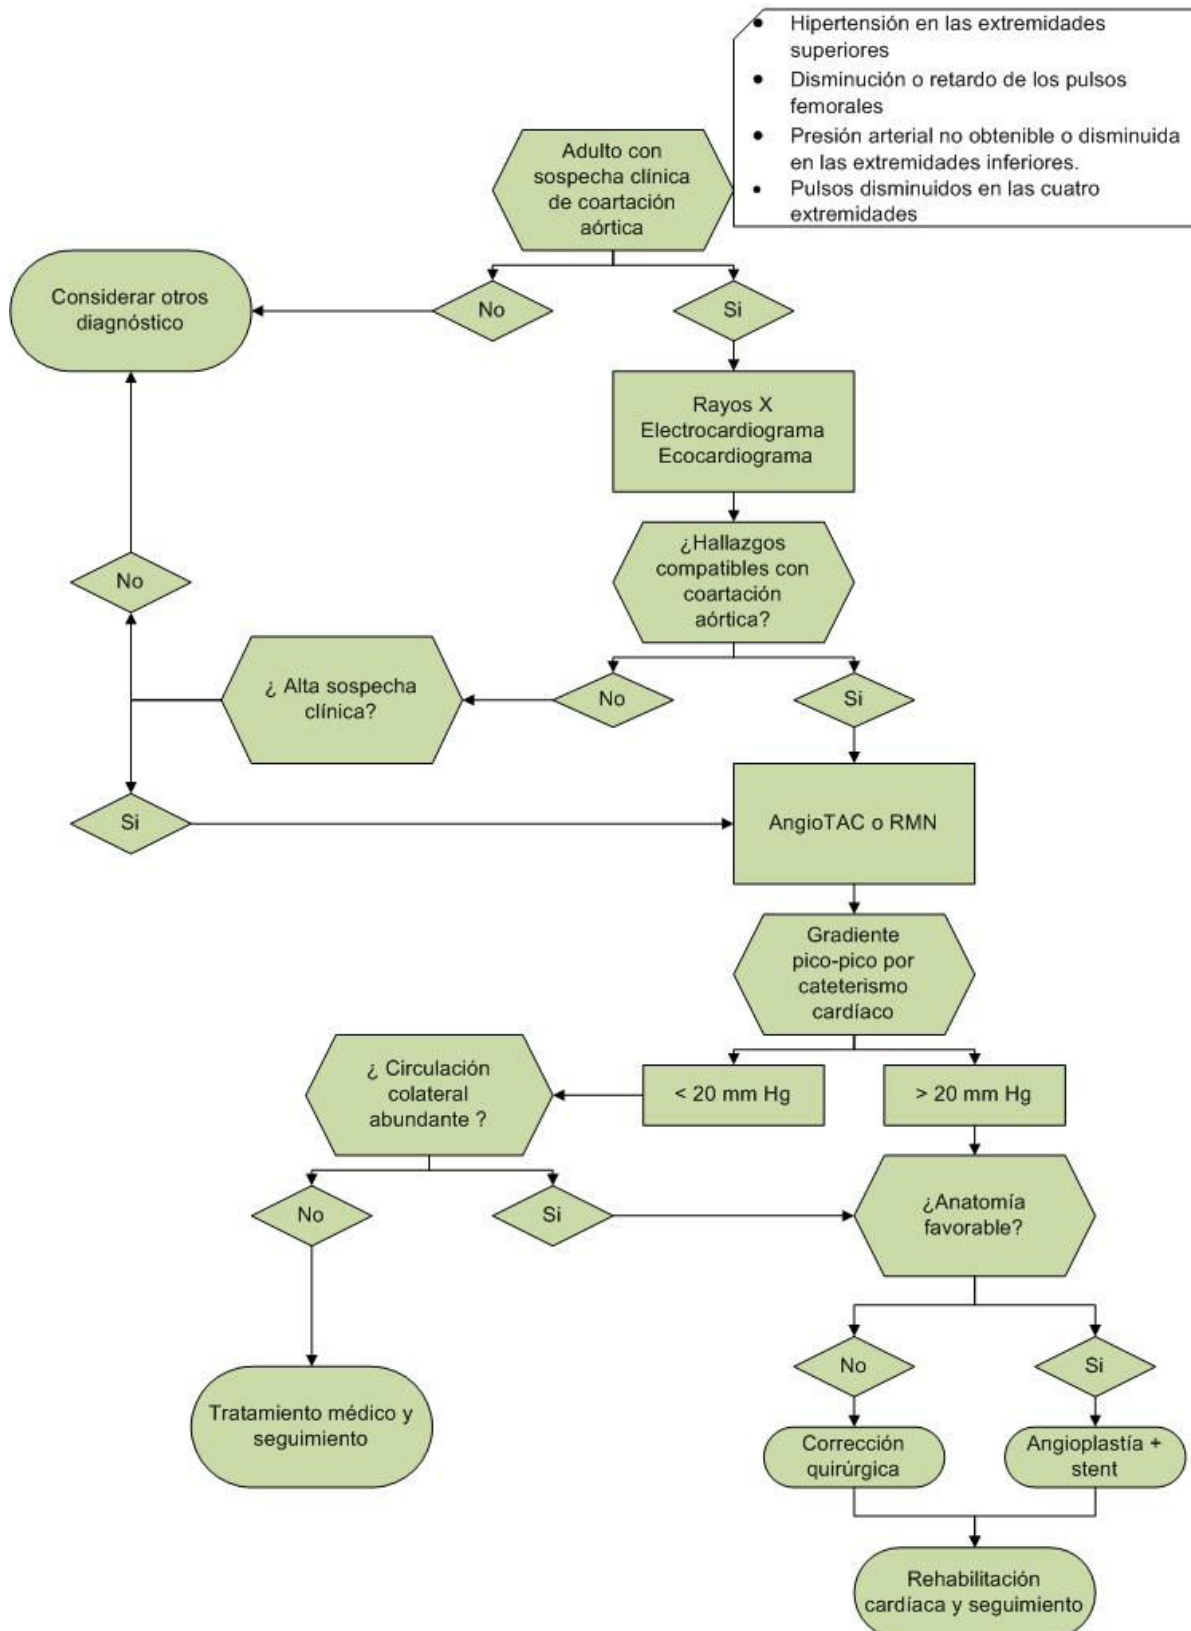 • Hipertensión en las extremidades
superiores
• Disminución o retardo de los pulsos
femorales
• Presión arterial no obtenible o disminuida
en las extremidades inferiores.
• Pulsos disminuidos en las cuatro
extremidades
Adulto con
sospecha clínica
de coartación
aórtica
Considerar otros
diagnóstico
No
Si
Rayos X
Electrocardiograma
Ecocardiograma
¿Hallazgos
compatibles con
coartación
aórtica?
No
¿ Alta sospecha
clínica?
No
Si
Si
AngioTAC o RMN
Gradiente
pico-pico por
cateterismo
cardíaco
¿ Circulación
colateral
abundante ?
< 20 mm Hg
> 20 mm Hg
No
Si
¿Anatomía
favorable?
No
Si
Tratamiento médico y
seguimiento
Corrección
quirúrgica
Angioplastía +
stent
Rehabilitación
cardíaca y seguimiento